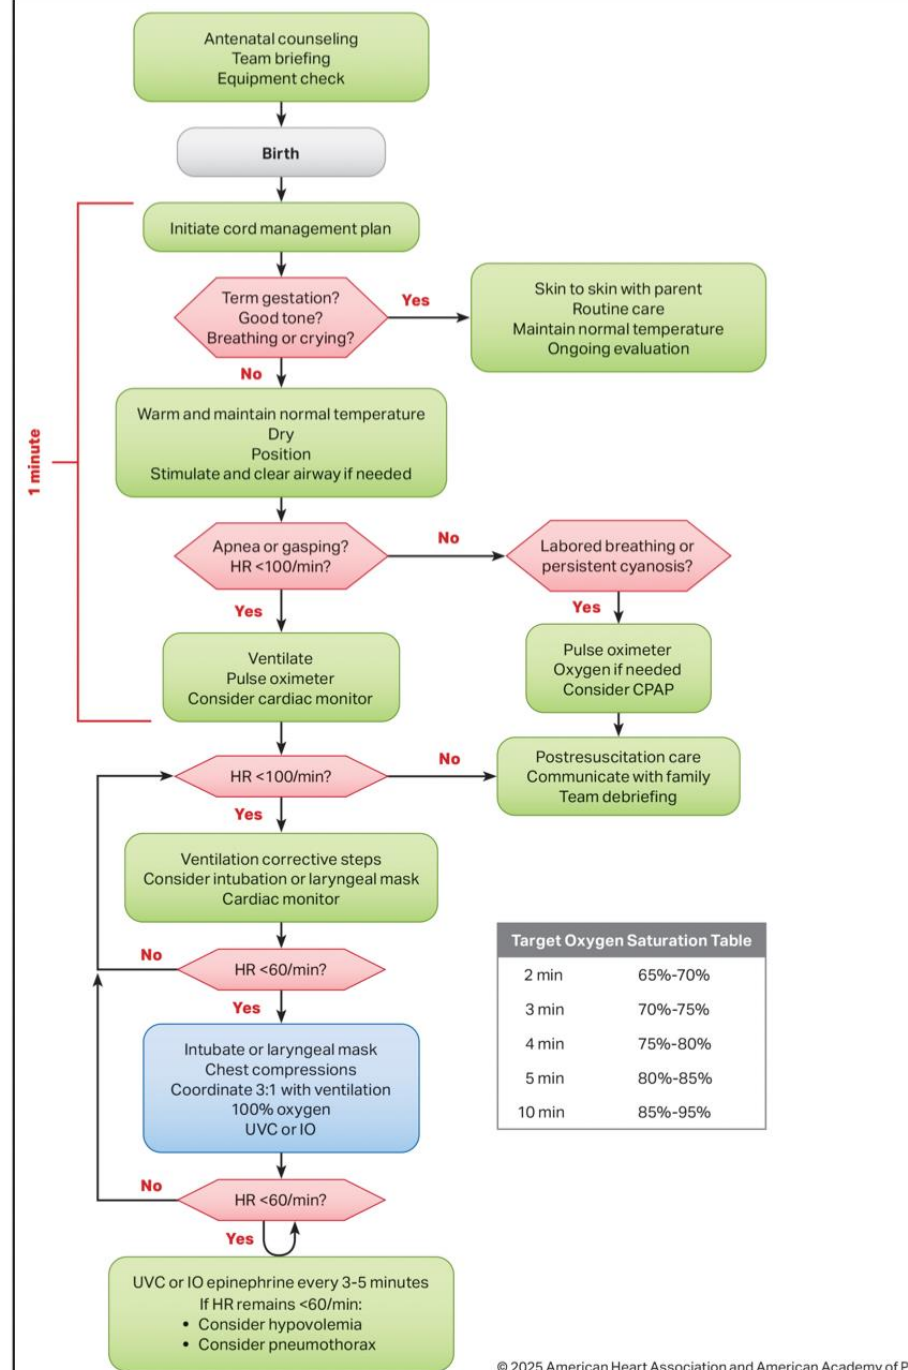 Antenatal counseling
Team briefing
Equipment check
Birth
Initiate cord management plan
Term gestation?
Good tone?
Breathing or crying?
Yes
Skin to skin with parent
Routine care
Maintain normal temperature
Ongoing evaluation
No
Warm and maintain normal temperature
Dry
Position
Stimulate and clear airway if needed
1 minute
Apnea or gasping?
HR <100/min?
No
Labored breathing or
persistent cyanosis?
Yes
Yes
Ventilate
Pulse oximeter
Consider cardiac monitor
Pulse oximeter
Oxygen if needed
Consider CPAP
HR <100/min?
No
Postresuscitation care
Communicate with family
Team debriefing
Yes
Ventilation corrective steps
Consider intubation or laryngeal mask
Cardiac monitor
No
HR <60/min?
Yes
Intubate or laryngeal mask
Chest compressions
Coordinate 3:1 with ventilation
100% oxygen
UVC or IO
Target Oxygen Saturation Table
2 min 65%-70%
3 min 70%-75%
4 min 75%-80%
5 min 80%-85%
10 min 85%-95%
No
HR <60/min?
Yes
UVC or IO epinephrine every 3-5 minutes
If HR remains <60/min:
• Consider hypovolemia
• Consider pneumothorax
© 2025 American Heart Association and American Academy of P